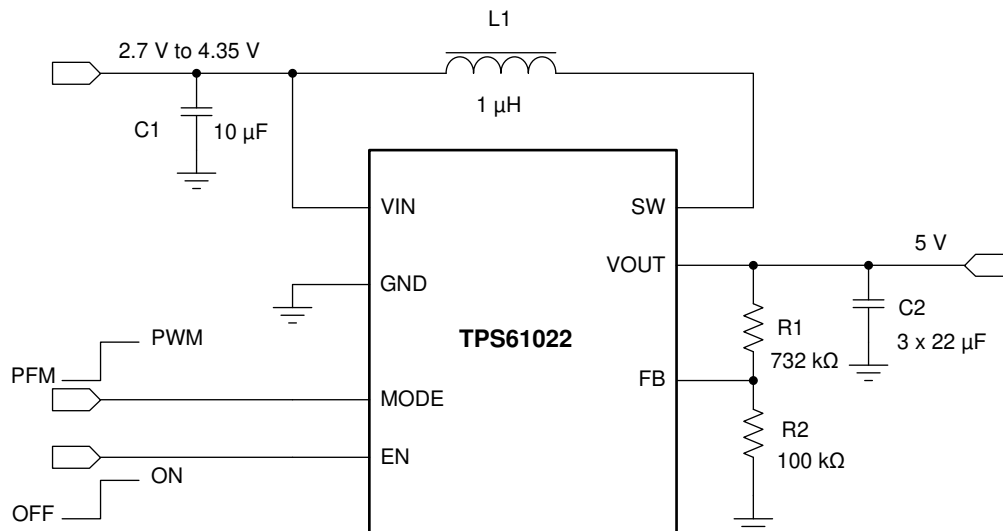 L1
2.7 V to 4.35 V
1 µH
C1
10 µF
VIN
SW
5 V
VOUT
GND
C2
R1
TPS61022
PWM
3 x 22 µF
732 kΩ
PFM
FB
MODE
R2
EN
100 kΩ
ON
OFF